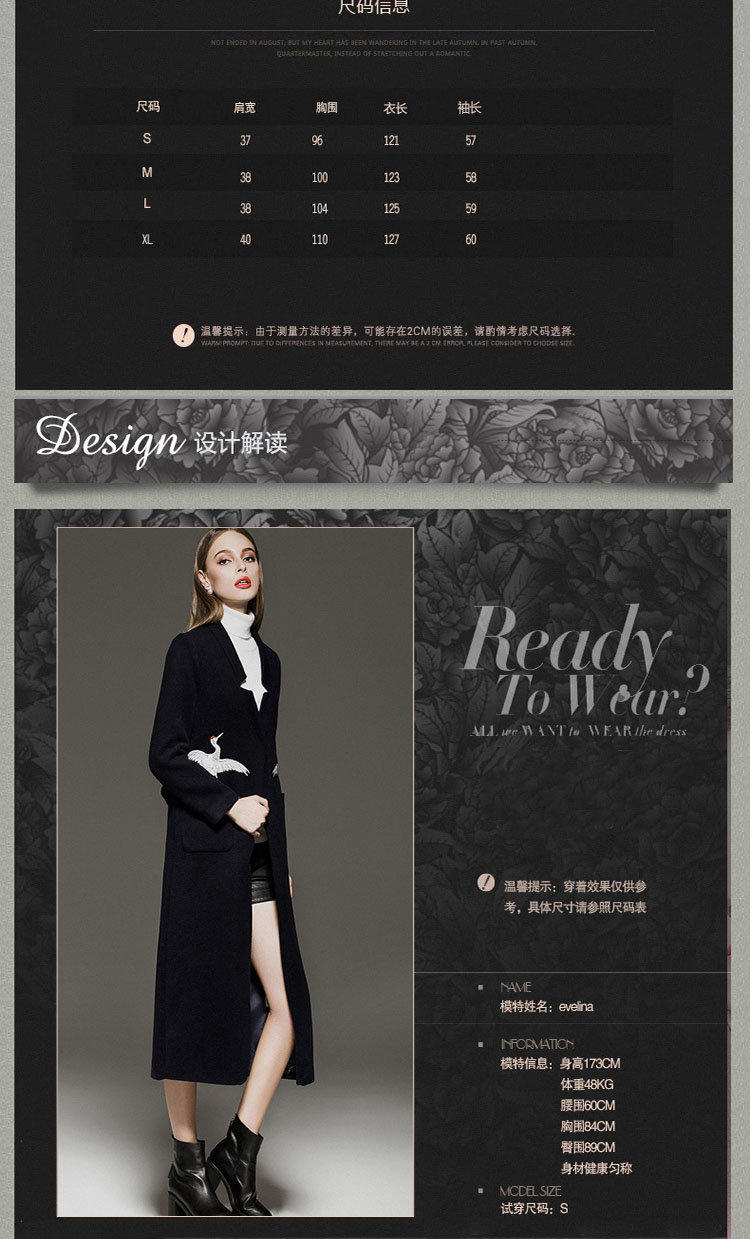 尺码信息
NOT ENDED IN AUGUST, BUT MY HEART HAS BEEN WANDERING IN THE LATE AUTUMN. IN PAST AUTUMN,
QUARTERMASTER, INSTEAD OF STRETCHING OUT A ROMANTIC.
尺码 肩宽 胸围 衣长 袖长
S 37 96 121 57
M 38 100 123 58
L 38 104 125 59
XL 40 110 127 60
温馨提示：由于测量方法的差异，可能存在2CM的误差，请酌情考虑尺码选择.
WARM PROMPT: DUE TO DIFFERENCES IN MEASUREMENT, THERE MAY BE A 2 CM ERROR, PLEASE CONSIDER TO CHOOSE SIZE.
Design 设计解读
Ready
To Wear?
ALL we WANT to WEAR the dress
温馨提示：穿着效果仅供参
考，具体尺寸请参照尺码表
NAME
模特姓名：evelina
INFORMATION
模特信息：身高173CM
体重48KG
腰围60CM
胸围84CM
臀围89CM
身材健康匀称
MODEL SIZE
试穿尺码：S